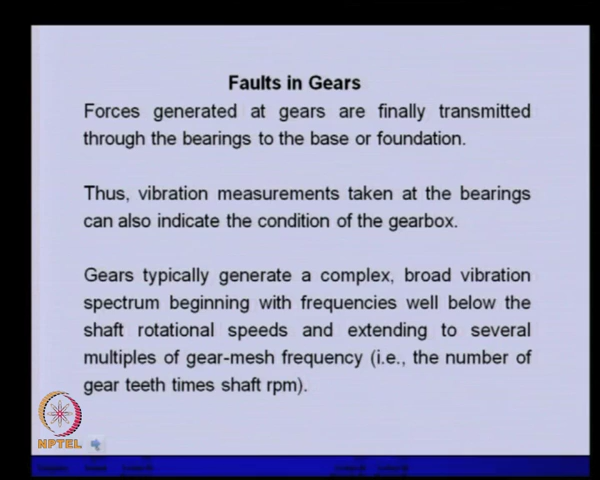 Faults in Gears
Forces generated at gears are finally transmitted
through the bearings to the base or foundation.
Thus, vibration measurements taken at the bearings
can also indicate the condition of the gearbox.
Gears typically generate a complex, broad vibration
spectrum beginning with frequencies well below the
shaft rotational speeds and extending to several
multiples of gear-mesh frequency (i.e., the number of
gear teeth times shaft rpm).
NPTEL